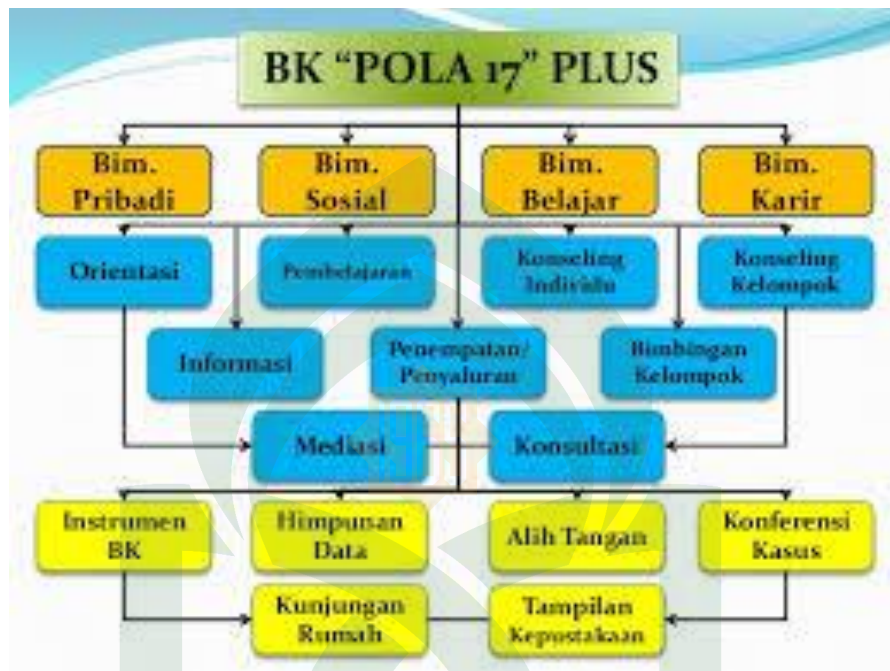 BK “POLA 17” PLUS
Bim.
Pribadi
Bim.
Sosial
Bim.
Belajar
Bim.
Karir
Orientasi
Pembelajaran
Konseling
Individu
Konseling
Kelompok
Informasi
Penempatan/
Penyaluran
Bimbingan
Kelompok
Mediasi
Konsultasi
Instrumen
BK
Himpunan
Data
Alih Tangan
Konferensi
Kasus
Kunjungan
Rumah
Tampilan
Kepustakaan